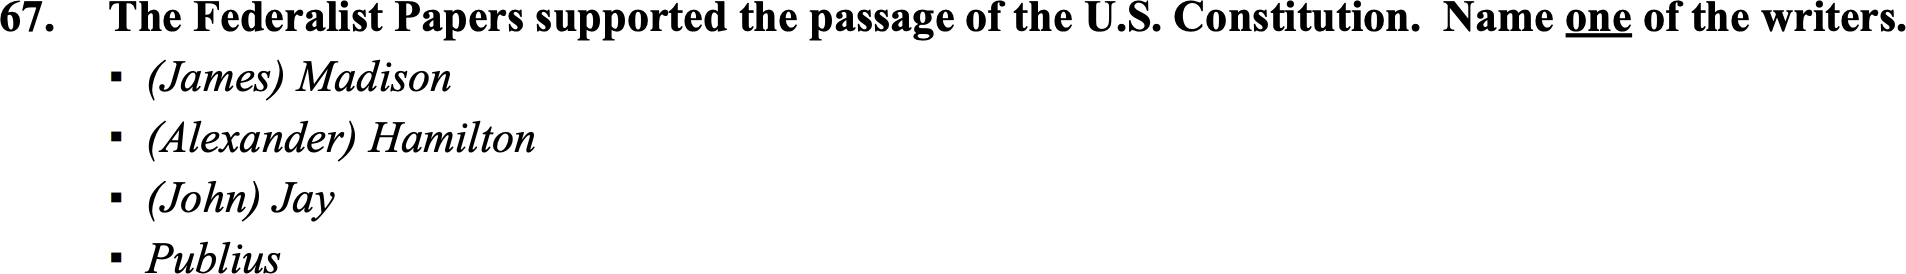 67. The Federalist Papers supported the passage of the U.S. Constitution. Name one of the writers.
▪ (James) Madison
▪ (Alexander) Hamilton
▪ (John) Jay
▪ Publius